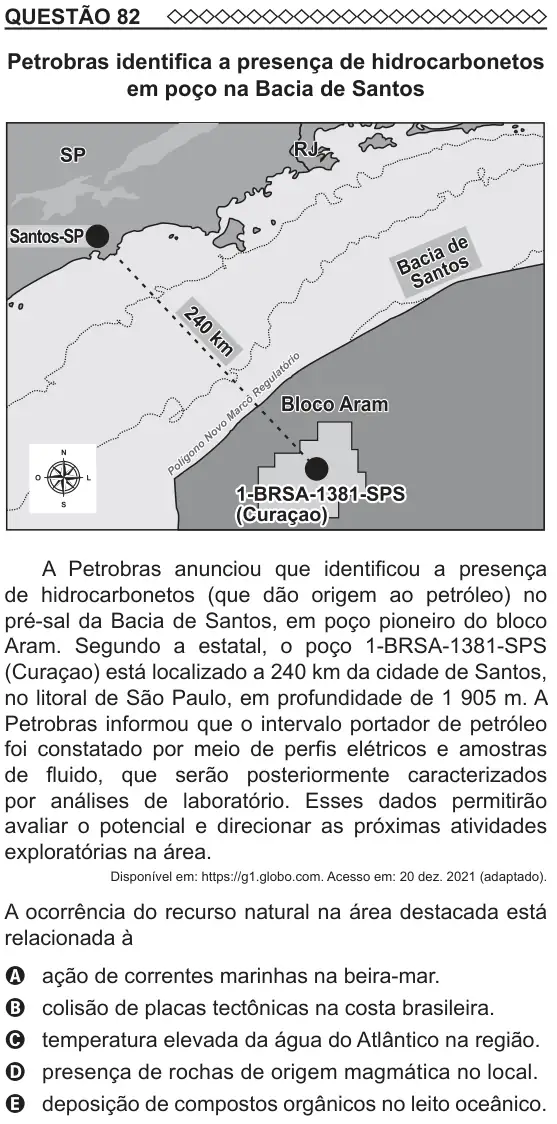 QUESTÃO 82
Petrobras identifica a presença de hidrocarbonetos
em poço na Bacia de Santos
SP
RJ
Santos-SP
Bacia de
Santos
240 km
Polígono Novo Marco Regulatório
Bloco Aram
N
O
L
S
1-BRSA-1381-SPS
(Curaçao)
A Petrobras anunciou que identificou a presença
de hidrocarbonetos (que dão origem ao petróleo) no
pré-sal da Bacia de Santos, em poço pioneiro do bloco
Aram. Segundo a estatal, o poço 1-BRSA-1381-SPS
(Curaçao) está localizado a 240 km da cidade de Santos,
no litoral de São Paulo, em profundidade de 1 905 m. A
Petrobras informou que o intervalo portador de petróleo
foi constatado por meio de perfis elétricos e amostras
de fluido, que serão posteriormente caracterizados
por análises de laboratório. Esses dados permitirão
avaliar o potencial e direcionar as próximas atividades
exploratórias na área.
Disponível em: https://g1.globo.com. Acesso em: 20 dez. 2021 (adaptado).
A ocorrência do recurso natural na área destacada está
relacionada à
A ação de correntes marinhas na beira-mar.
B colisão de placas tectônicas na costa brasileira.
C temperatura elevada da água do Atlântico na região.
D presença de rochas de origem magmática no local.
E deposição de compostos orgânicos no leito oceânico.